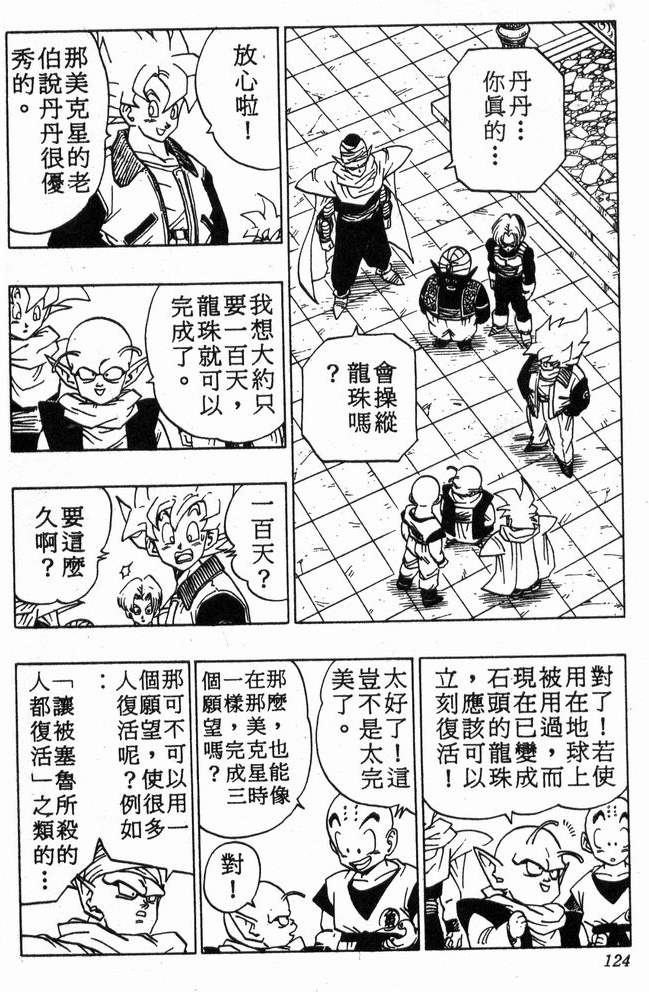 丹丹…
你真的…
會操縱
龍珠嗎
？
放心啦！
那美克星的老
伯說丹丹很優
秀的。
我想大約只
要一百天，
龍珠就可以
完成了。
一百天？
要這麼
久啊？
對了！若使
用在地球上
被用過，而
現在已變成
石頭的龍珠
，應該可以
立刻復活！
太好了！這
豈不是太完
美了。
那麼，也能像
在那美克星時
一樣，完成三
個願望嗎？
對！
那可不可以用一
個願望，使很多
人復活呢？例如
：
「讓被塞魯所殺的
人都復活」之類的…
124